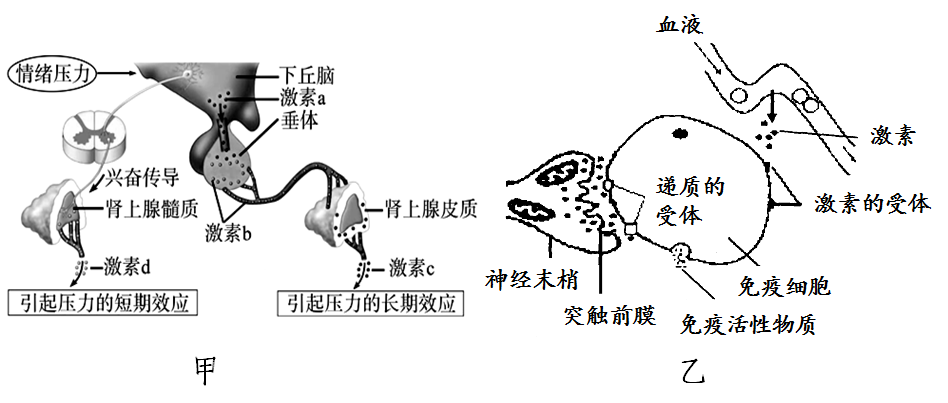 情绪压力
下丘脑
激素a
垂体
兴奋传导
肾上腺髓质
激素b
肾上腺皮质
激素d
激素c
引起压力的短期效应
引起压力的长期效应
甲
血液
激素
递质的
受体
激素的受体
神经末梢
突触前膜
免疫细胞
免疫活性物质
乙